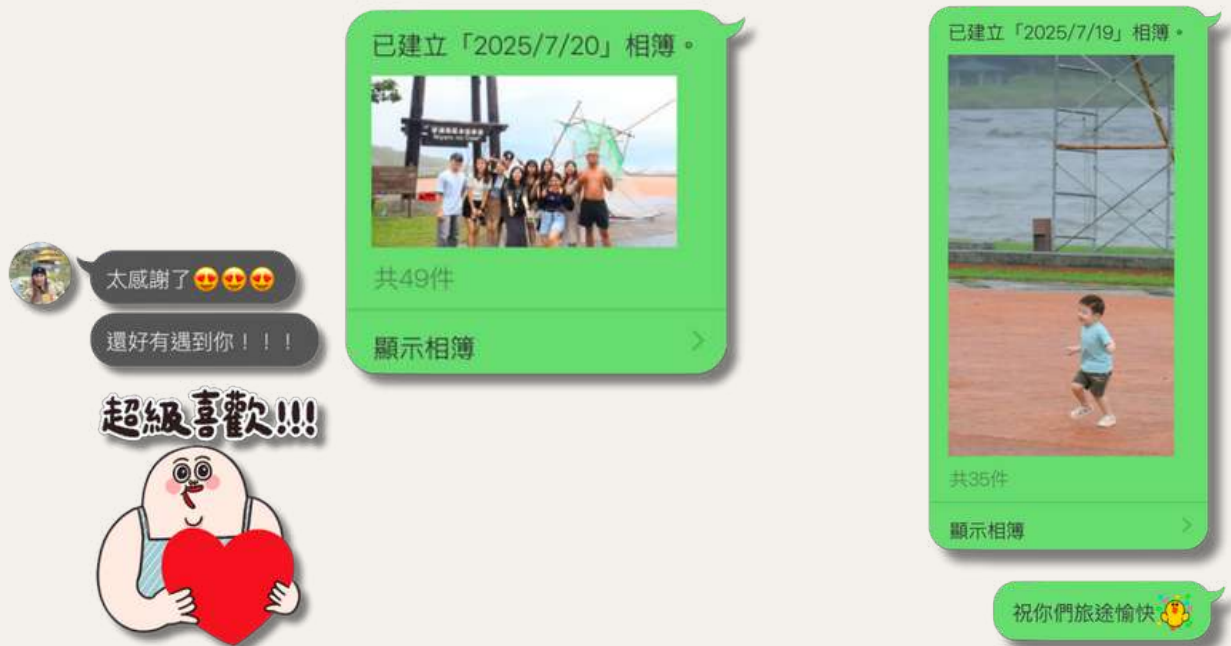 太感謝了😍😍😍
還好有遇到你！！！
超級喜歡!!!
已建立「2025/7/20」相簿。
共49件
顯示相簿
已建立「2025/7/19」相簿。
共35件
顯示相簿
祝你們旅途愉快